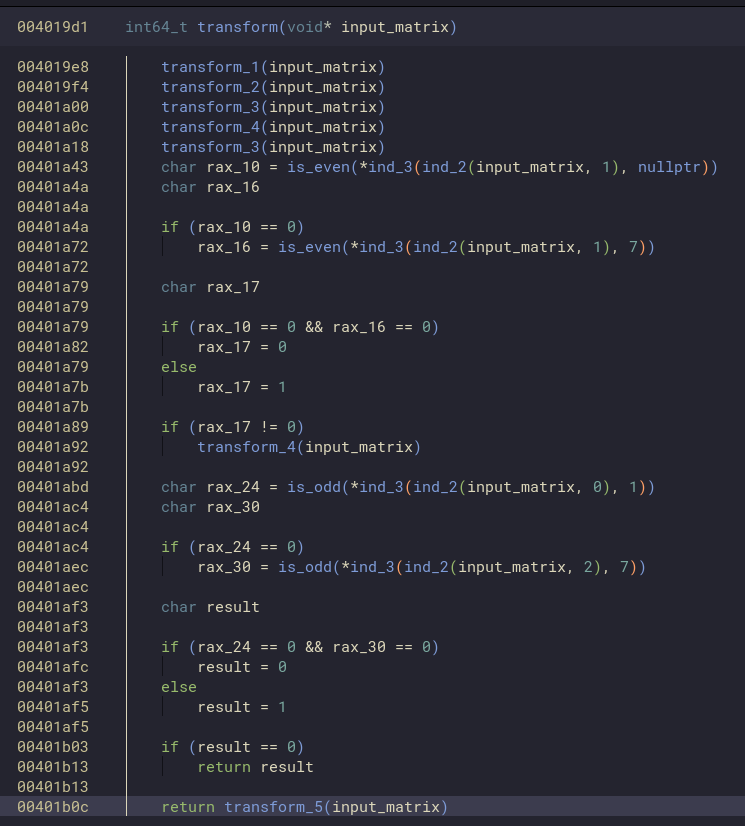 004019d1 int64_t transform(void* input_matrix)
004019e8 transform_1(input_matrix)
004019f4 transform_2(input_matrix)
00401a00 transform_3(input_matrix)
00401a0c transform_4(input_matrix)
00401a18 transform_3(input_matrix)
00401a43 char rax_10 = is_even(*ind_3(ind_2(input_matrix, 1), nullptr))
00401a4a char rax_16
00401a4a
00401a4a if (rax_10 == 0)
00401a72 rax_16 = is_even(*ind_3(ind_2(input_matrix, 1), 7))
00401a72
00401a79 char rax_17
00401a79
00401a79 if (rax_10 == 0 && rax_16 == 0)
00401a82 rax_17 = 0
00401a79 else
00401a7b rax_17 = 1
00401a7b
00401a89 if (rax_17 != 0)
00401a92 transform_4(input_matrix)
00401a92
00401abd char rax_24 = is_odd(*ind_3(ind_2(input_matrix, 0), 1))
00401ac4 char rax_30
00401ac4
00401ac4 if (rax_24 == 0)
00401aec rax_30 = is_odd(*ind_3(ind_2(input_matrix, 2), 7))
00401aec
00401af3 char result
00401af3
00401af3 if (rax_24 == 0 && rax_30 == 0)
00401afc result = 0
00401af3 else
00401af5 result = 1
00401af5
00401b03 if (result == 0)
00401b13 return result
00401b13
00401b0c return transform_5(input_matrix)